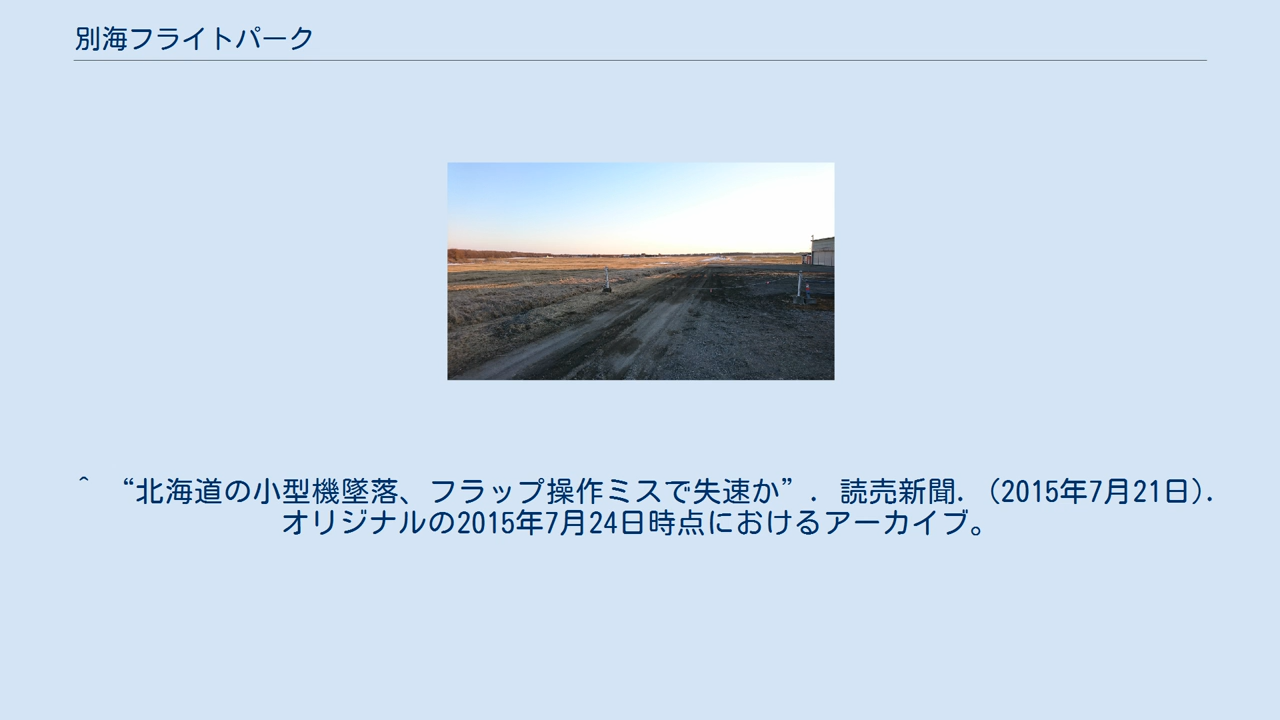 別海フライトパーク
^ “北海道の小型機墜落、フラップ操作ミスで失速か”. 読売新聞. (2015年7月21日).
オリジナルの2015年7月24日時点におけるアーカイブ。